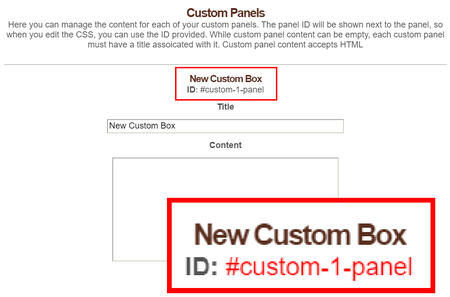 Custom Panels
Here you can manage the content for each of your custom panels. The panel ID will be shown next to the panel, so
when you edit the CSS, you can use the ID provided. While custom panel content can be empty, each custom panel
must have a title assoicated with it. Custom panel content accepts HTML
New Custom Box
ID: #custom-1-panel
Title
New Custom Box
Content
New Custom Box
ID: #custom-1-panel